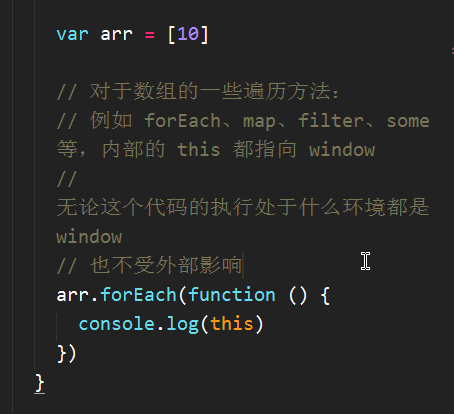 var arr = [10]
// 对于数组的一些遍历方法：
// 例如 forEach、map、filter、some
等，内部的 this 都指向 window
//
无论这个代码的执行处于什么环境都是
window
// 也不受外部影响
arr.forEach(function () {
console.log(this)
})
}